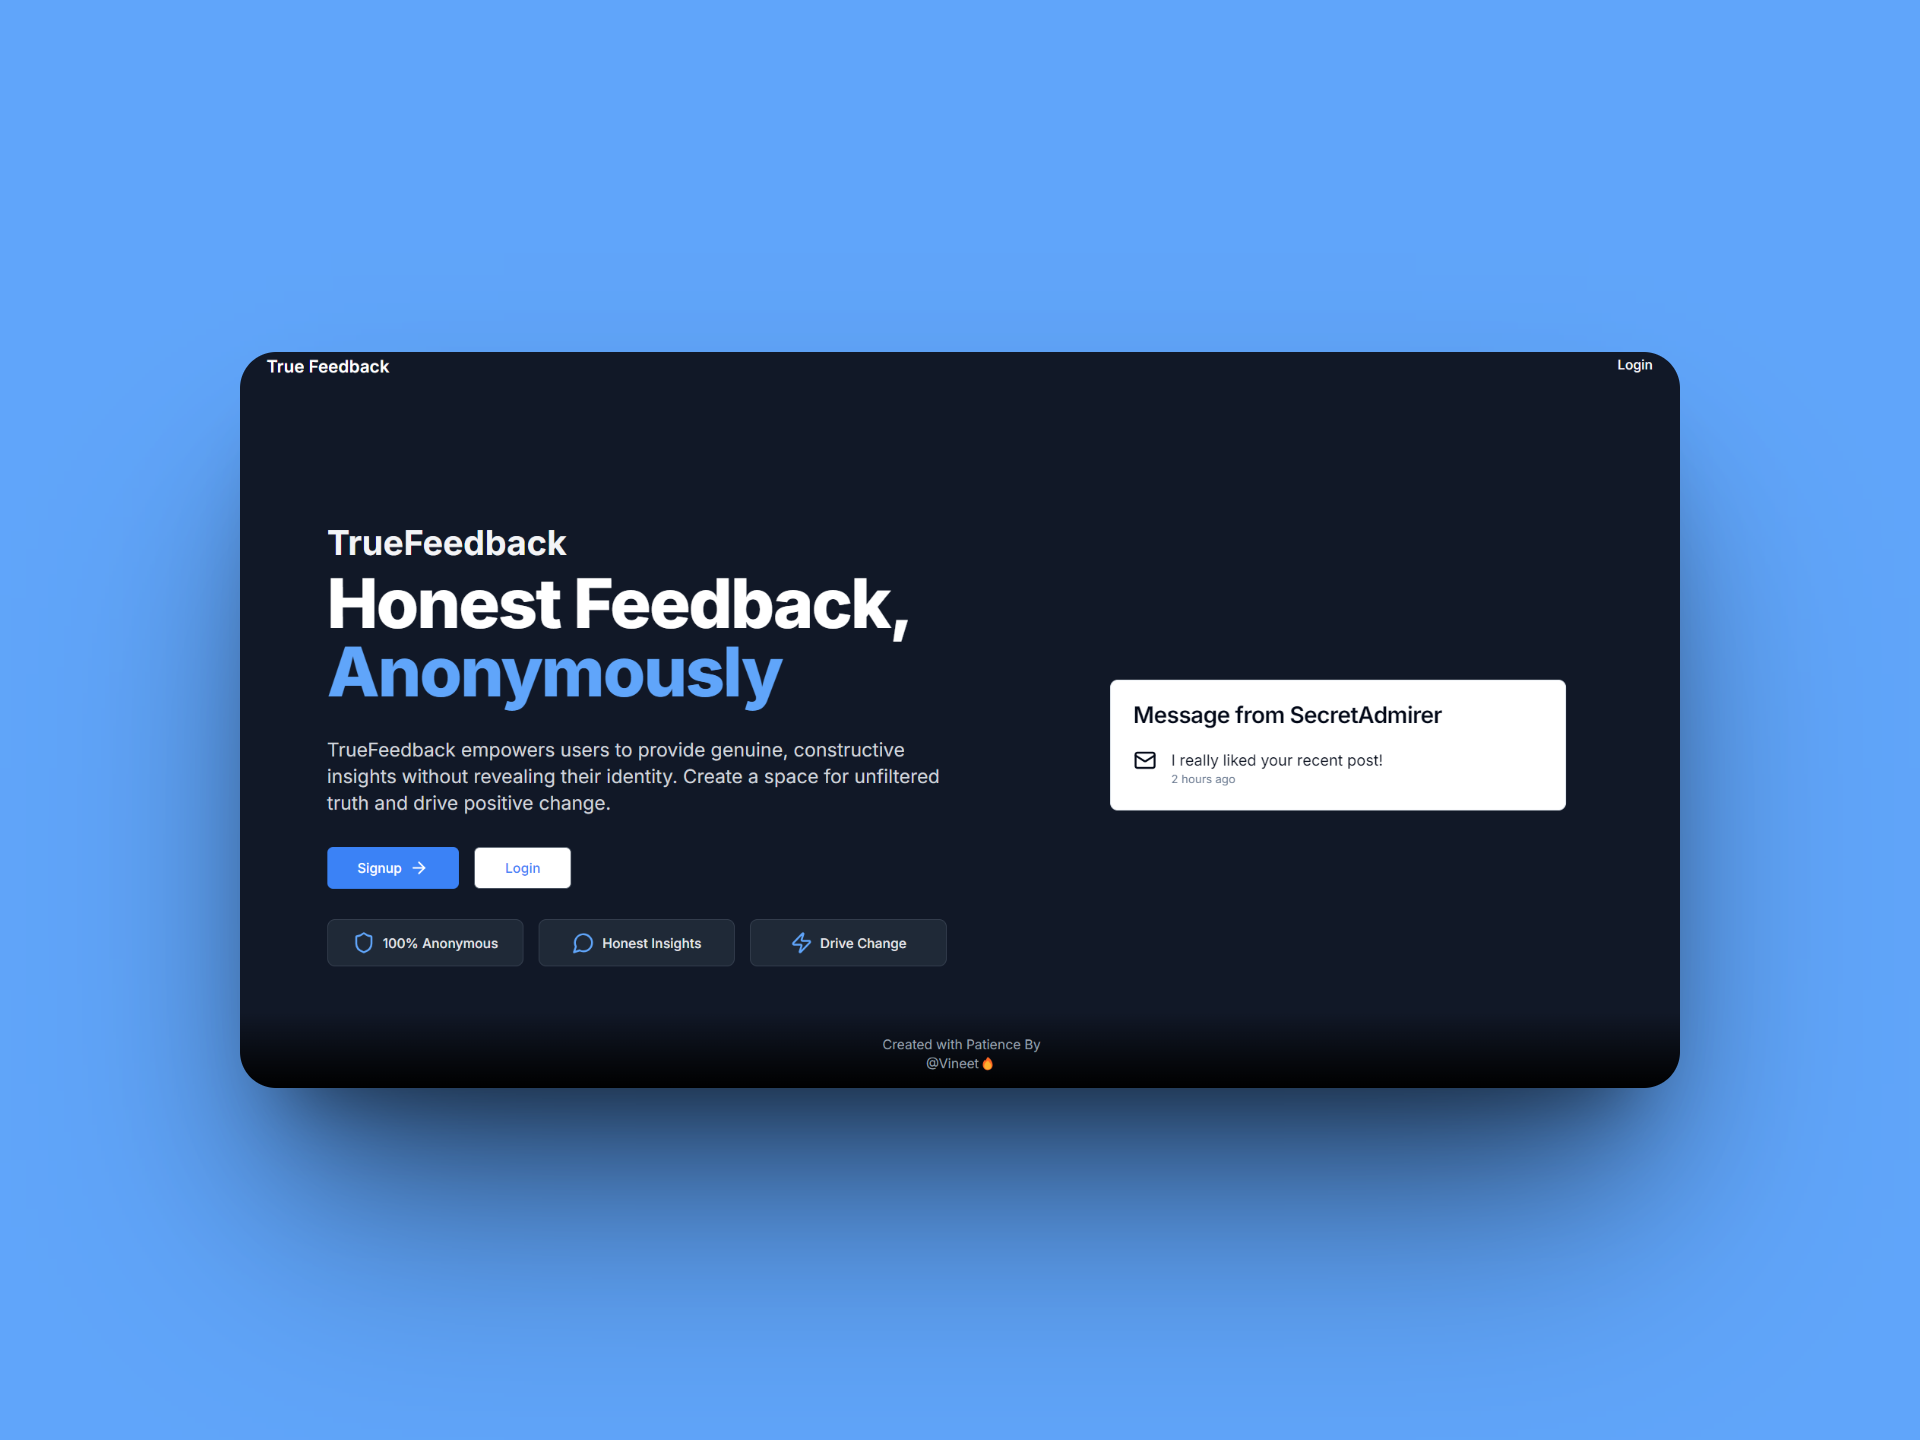 True Feedback
Login
TrueFeedback
Honest Feedback,
Anonymously
TrueFeedback empowers users to provide genuine, constructive
insights without revealing their identity. Create a space for unfiltered
truth and drive positive change.
Signup
Login
100% Anonymous
Honest Insights
Drive Change
Message from SecretAdmirer
I really liked your recent post!
2 hours ago
Created with Patience By
@Vineet🔥